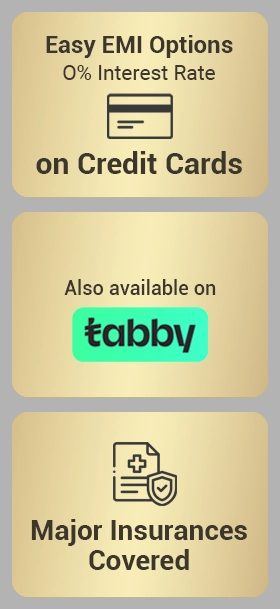 Easy EMI Options
0% Interest Rate
on Credit Cards
Also available on
tabby
Major Insurances
Covered